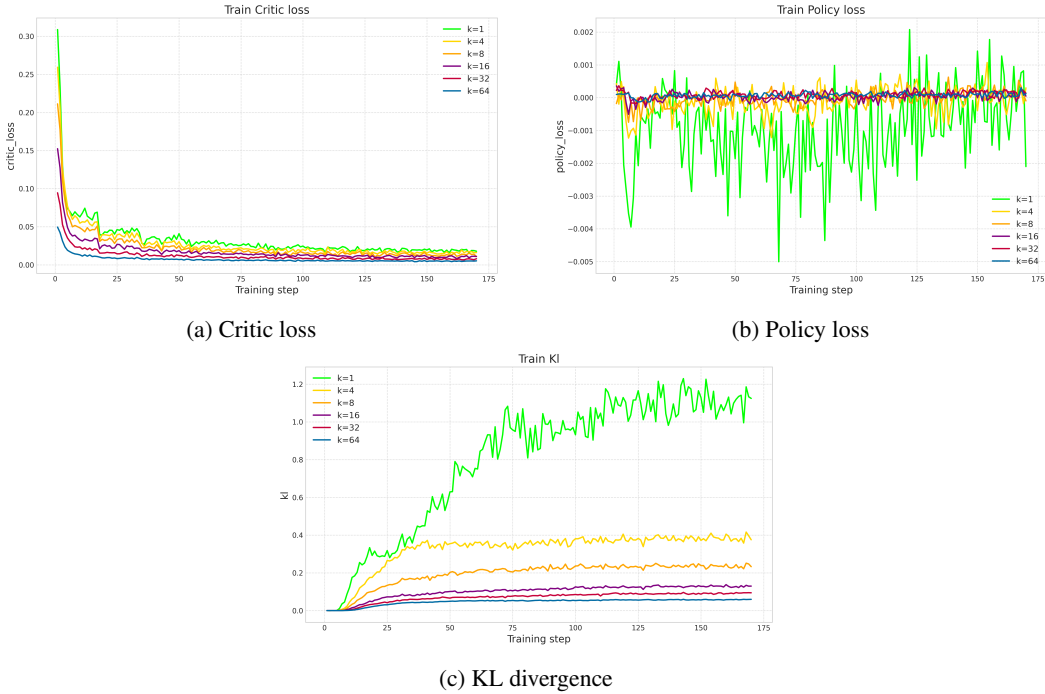 Train Critic loss
critic_loss
0.30
0.25
0.20
0.15
0.10
0.05
0.00
k=1
k=4
k=8
k=16
k=32
k=64
0 25 50 75 100 125 150 175
Training step
(a) Critic loss
Train Policy loss
policy_loss
0.002
0.001
0.000
−0.001
−0.002
−0.003
−0.004
−0.005
k=1
k=4
k=8
k=16
k=32
k=64
0 25 50 75 100 125 150 175
Training step
(b) Policy loss
Train Kl
kl
1.2
1.0
0.8
0.6
0.4
0.2
0.0
k=1
k=4
k=8
k=16
k=32
k=64
0 25 50 75 100 125 150 175
Training step
(c) KL divergence